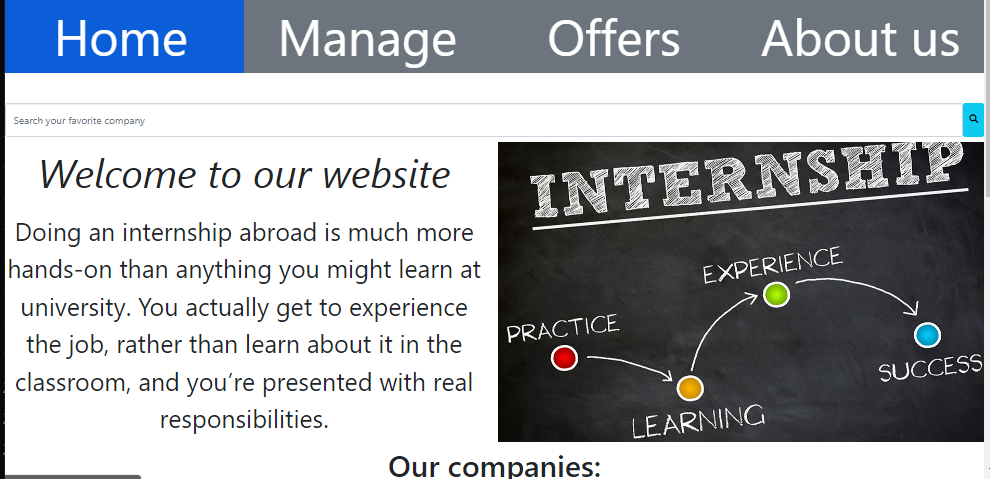 Home Manage Offers About us
Search your favorite company
Welcome to our website
Doing an internship abroad is much more
hands-on than anything you might learn at
university. You actually get to experience
the job, rather than learn about it in the
classroom, and you’re presented with real
responsibilities.
INTERNSHIP
EXPERIENCE
PRACTICE
SUCCESS
LEARNING
Our companies: